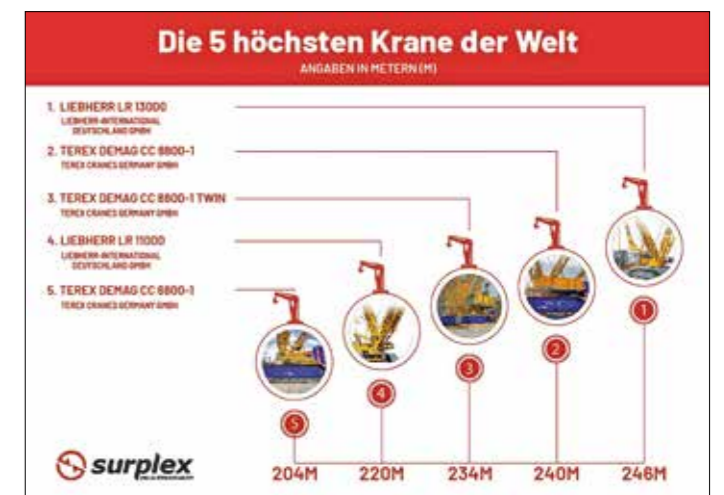 Die 5 höchsten Krane der Welt
ANGABEN IN METERN (M)
1. LIEBHERR LR 13000
LIEBHERR-INTERNATIONAL
DEUTSCHLAND GMBH
2. TEREX DEMAG CC 8800-1
TEREX CRANES GERMANY GMBH
3. TEREX DEMAG CC 8800-1 TWIN
TEREX CRANES GERMANY GMBH
4. LIEBHERR LR 11000
LIEBHERR-INTERNATIONAL
DEUTSCHLAND GMBH
5. TEREX DEMAG CC 6800-1
TEREX CRANES GERMANY GMBH
1
2
3
4
5
surplex
204M 220M 234M 240M 246M